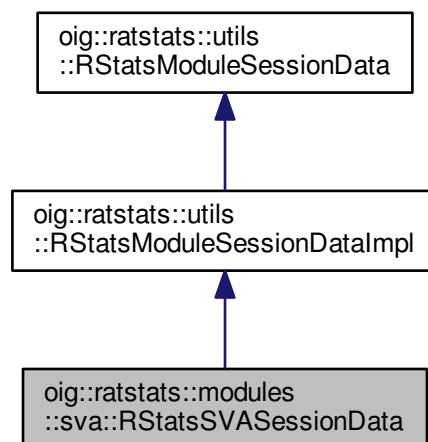 oig::ratstats::utils
::RStatsModuleSessionData
oig::ratstats::utils
::RStatsModuleSessionDataImpl
oig::ratstats::modules
::sva::RStatsSVASessionData